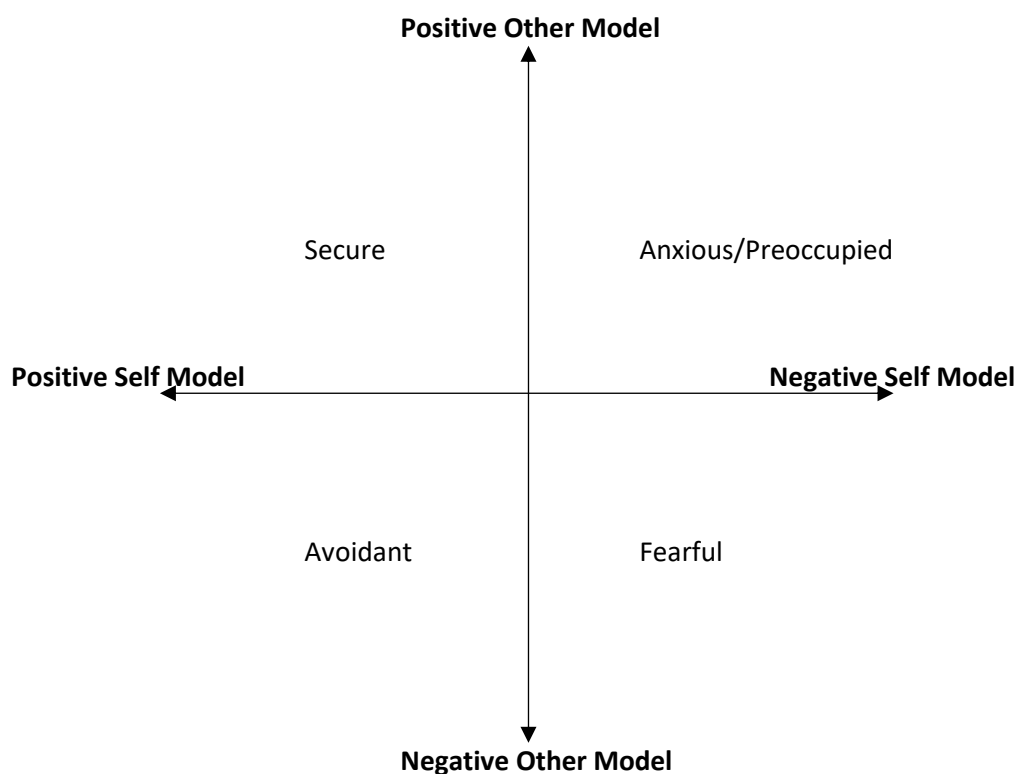 Positive Other Model
Secure
Anxious/Preoccupied
Positive Self Model
Negative Self Model
Avoidant
Fearful
Negative Other Model